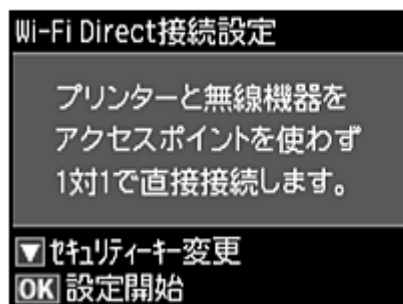 Wi-Fi Direct接続設定
プリンターと無線機器を
アクセスポイントを使わず
1対1で直接接続します。
▼セキュリティーキー変更
OK 設定開始